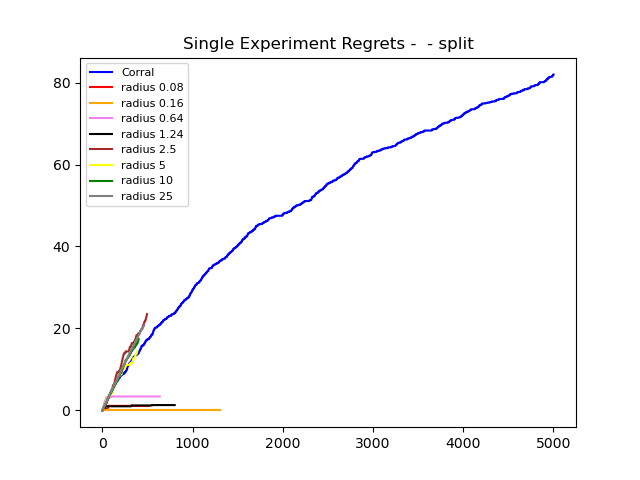 Single Experiment Regrets -  - split
Corral
radius 0.08
radius 0.16
radius 0.64
radius 1.24
radius 2.5
radius 5
radius 10
radius 25
80
60
40
20
0
0 1000 2000 3000 4000 5000